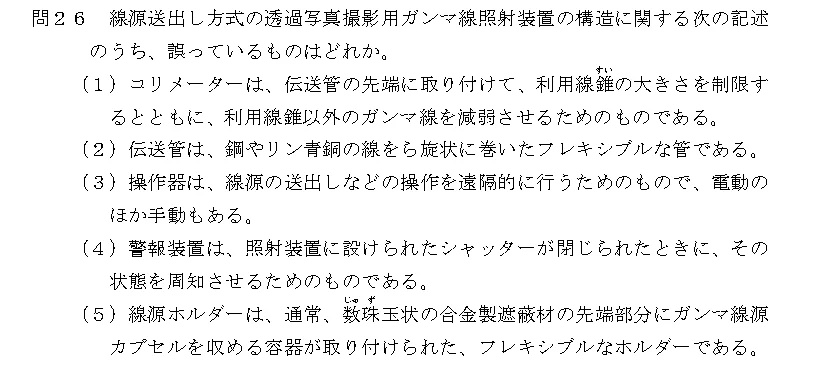 問２６　線源送出し方式の透過写真撮影用ガンマ線照射装置の構造に関する次の記述
のうち、誤っているものはどれか。
（１）コリメーターは、伝送管の先端に取り付けて、利用線錐すいの大きさを制限す
るとともに、利用線錐以外のガンマ線を減弱させるためのものである。
（２）伝送管は、鋼やリン青銅の線をら旋状に巻いたフレキシブルな管である。
（３）操作器は、線源の送出しなどの操作を遠隔的に行うためのもので、電動の
ほか手動もある。
（４）警報装置は、照射装置に設けられたシャッターが閉じられたときに、その
状態を周知させるためのものである。
（５）線源ホルダーは、通常、数珠じゅず玉状の合金製遮蔽材の先端部分にガンマ線源
カプセルを収める容器が取り付けられた、フレキシブルなホルダーである。